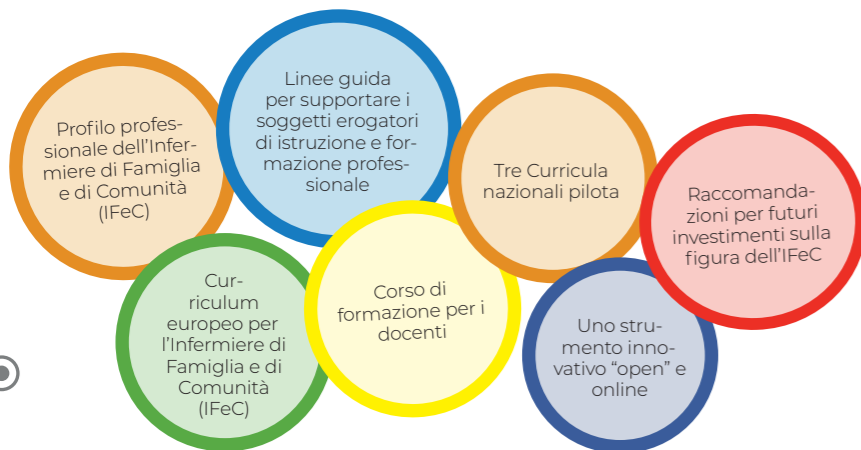 Profilo profes-
sionale dell'Infer-
miere di Famiglia
e di Comunità
(IFeC)
Linee guida
per supportare i
soggetti erogatori
di istruzione e for-
mazione profes-
sionale
Tre Curricula
nazionali pilota
Raccomanda-
zioni per futuri
investimenti sulla
figura dell'IFeC
Cur-
riculum
europeo per
l'Infermiere di
Famiglia e di
Comunità
(IFeC)
Corso di
formazione per i
docenti
Uno stru-
mento inno-
vativo “open” e
online